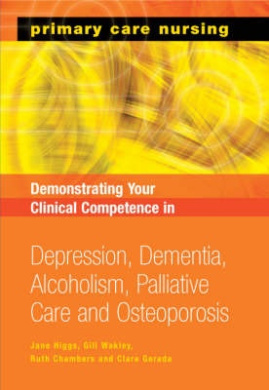 primary care nursing
Demonstrating Your
Clinical Competence in
Depression, Dementia,
Alcoholism, Palliative
Care and Osteoporosis
Jane Higgs, Gill Wakley,
Ruth Chambers and Clare Gerada